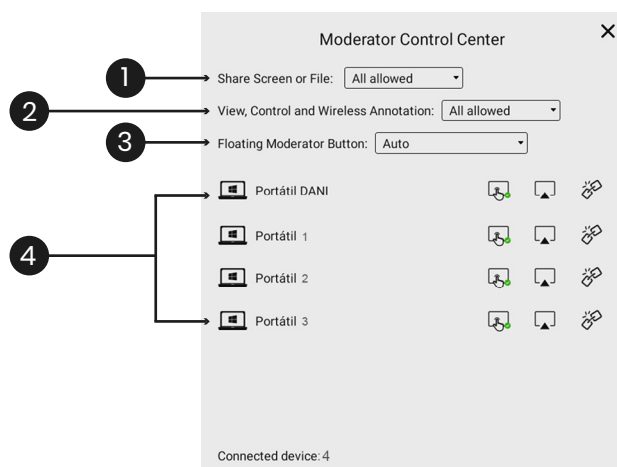 Moderator Control Center
1
Share Screen or File: All allowed
2
View, Control and Wireless Annotation: All allowed
3
Floating Moderator Button: Auto
4
Portátil DANI
Portátil 1
Portátil 2
Portátil 3
Connected device: 4